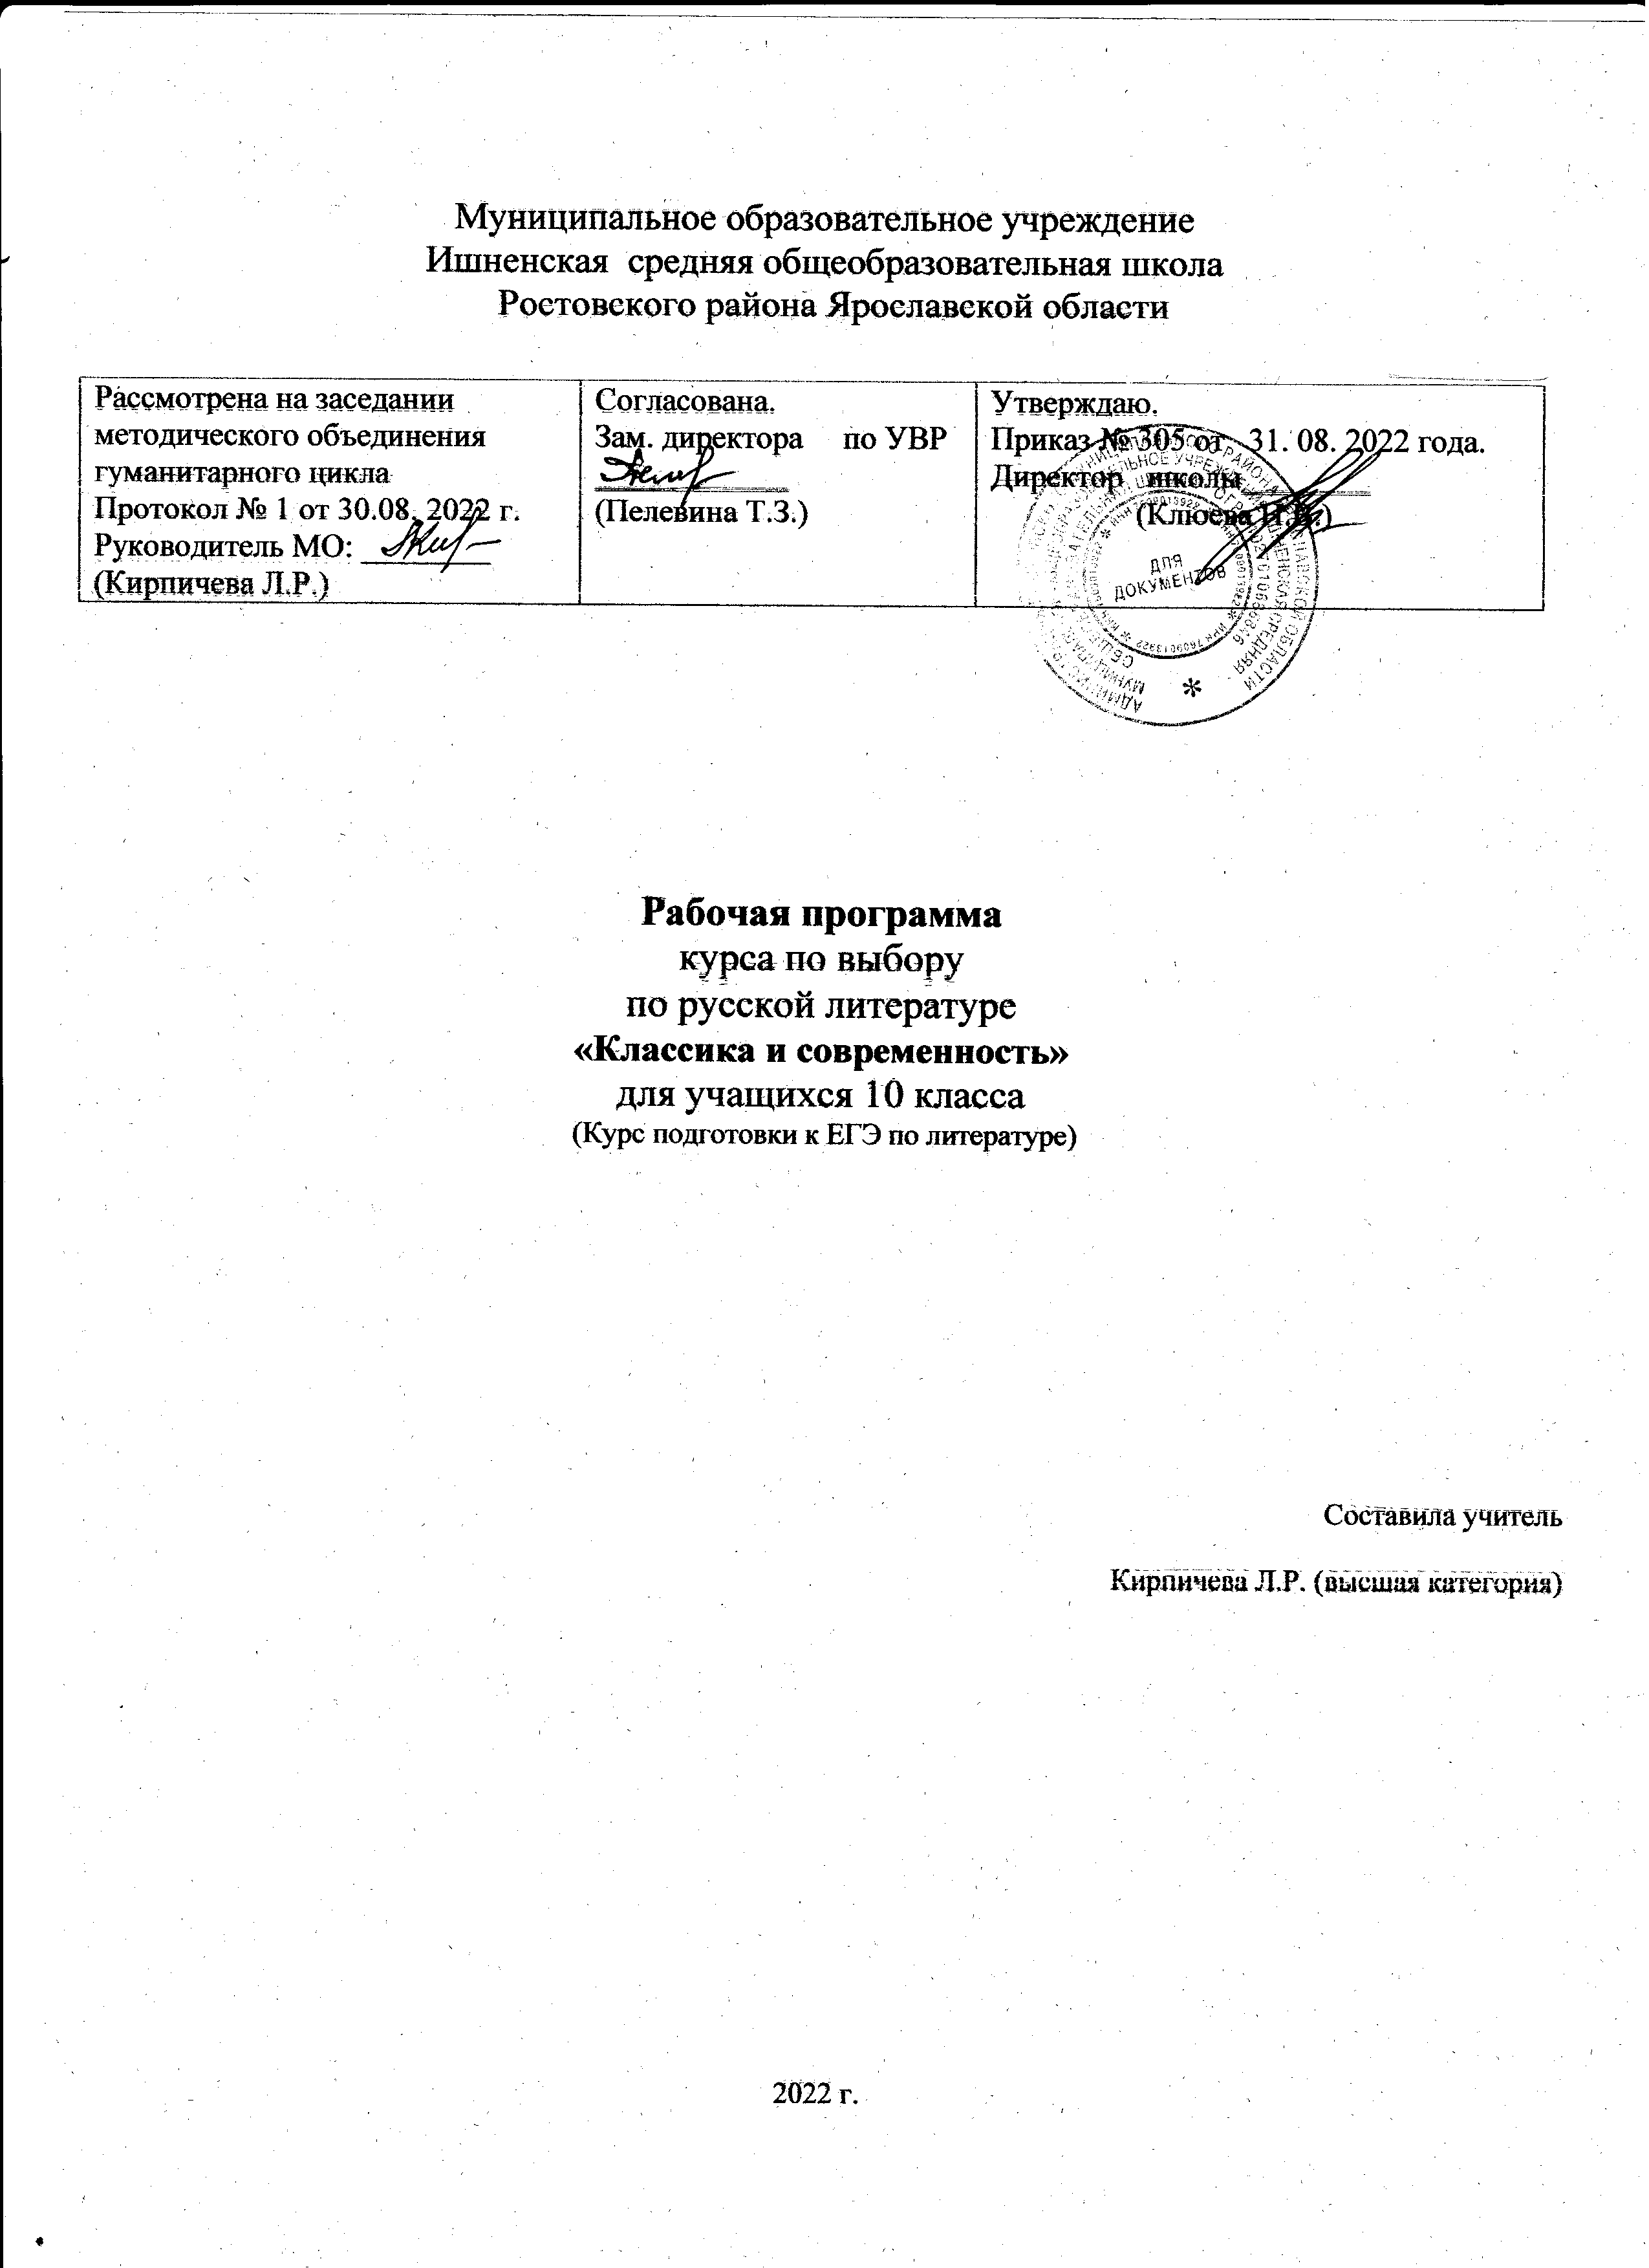 Муниципальное образовательное учреждение
Ишненская средняя общеобразовательная школа
Ростовского района Ярославской области
Рассмотрена на заседании
методического объединения
гуманитарного цикла
Протокол № 1 от 30.08. 2022 г.
Руководитель МО:
(Кирпичева Л.Р.)
Согласована.
Зам. директора по УВР
(Пелевина Т.З.)
Утверждаю.
Приказ № 305 от 31. 08. 2022 года.
Директор школы
(Клюева Н.В.)
ДЛЯ
ДОКУМЕНТОВ
Рабочая программа
курса по выбору
по русской литературе
«Классика и современность»
для учащихся 10 класса
(Курс подготовки к ЕГЭ по литературе)
Составила учитель
Кирпичева Л.Р. (высшая категория)
2022 г.